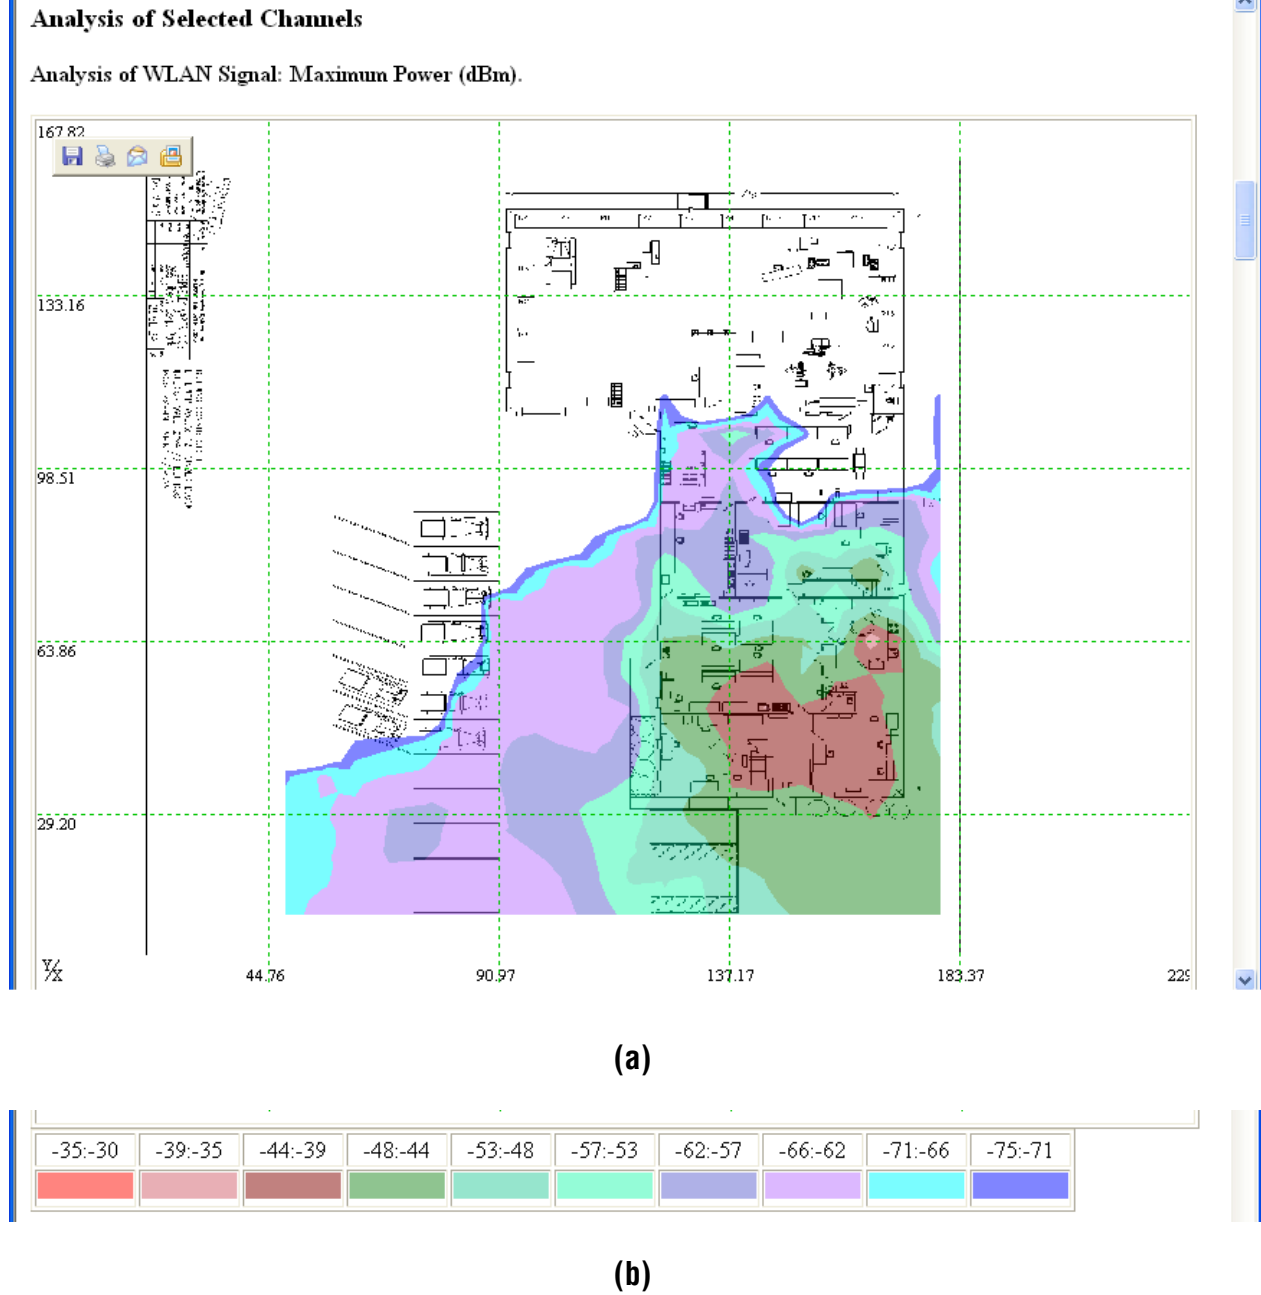 Analysis of Selected Channels
Analysis of WLAN Signal: Maximum Power (dBm).
167.82
133.16
98.51
63.86
29.20
Y/
/X
44.76 90.97 137.17 183.37 229
(a)
-35:-30 -39:-35 -44:-39 -48:-44 -53:-48 -57:-53 -62:-57 -66:-62 -71:-66 -75:-71
(b)